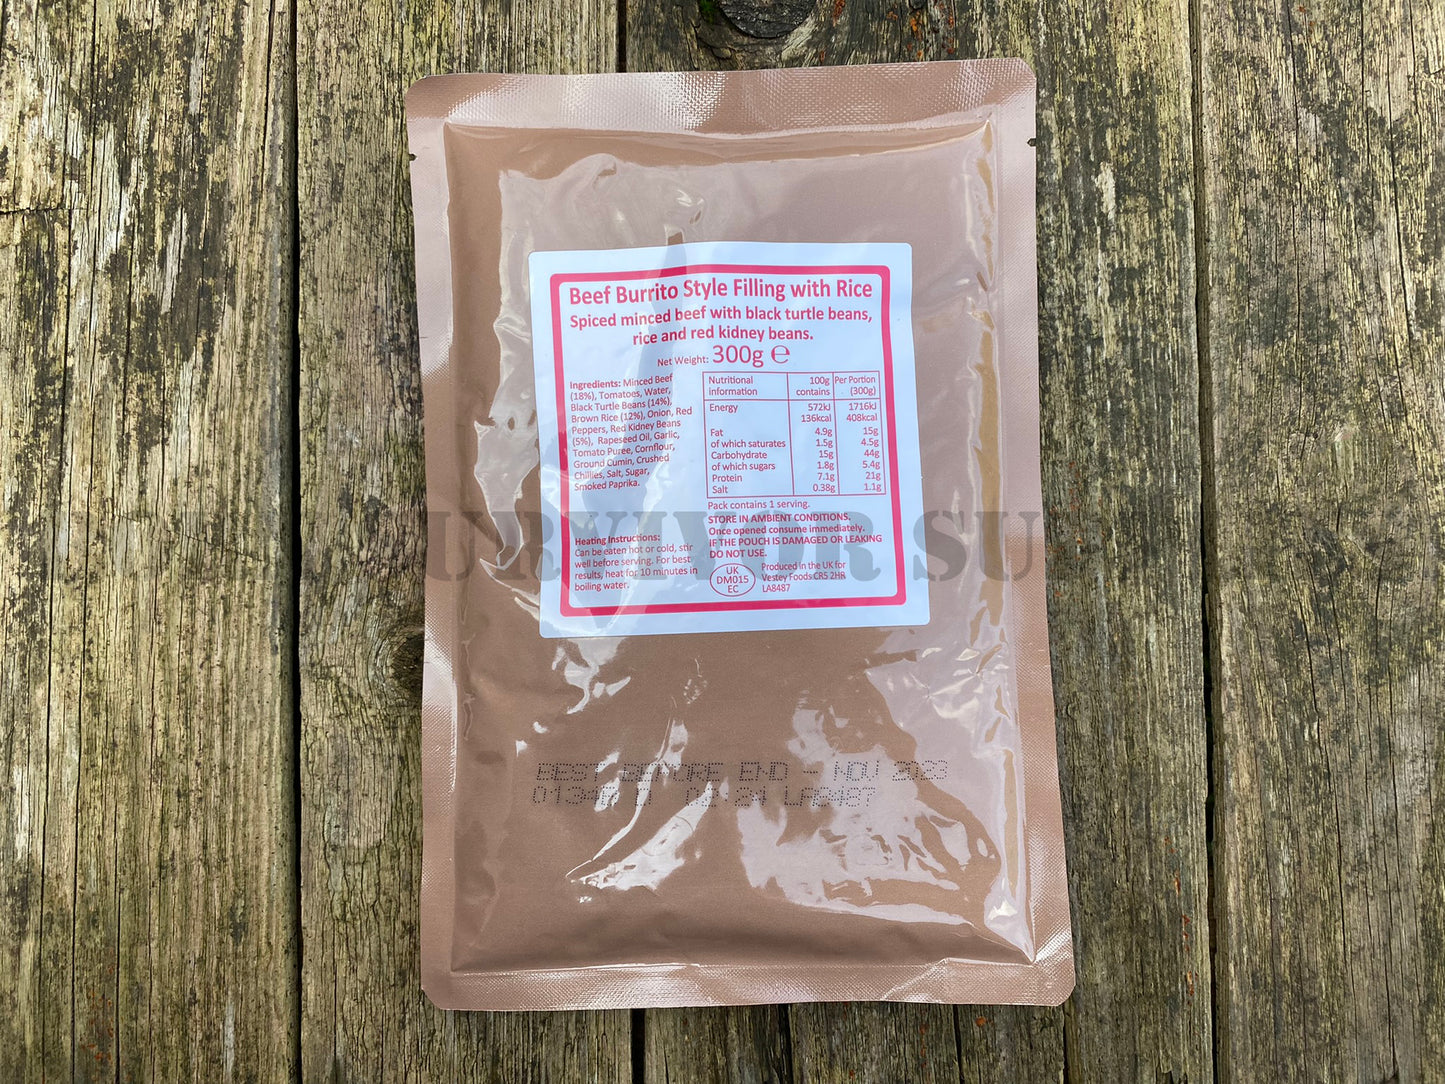 Beef Burrito Style Filling with Rice
Spiced minced beef with black turtle beans,
rice and red kidney beans.
Net Weight: 300g ℮
Ingredients: Minced Beef
(18%), Tomatoes, Water,
Black Turtle Beans (14%),
Brown Rice (12%), Onion, Red
Peppers, Red Kidney Beans
(5%), Rapeseed Oil, Garlic,
Tomato Puree, Cornflour,
Ground Cumin, Crushed
Chillies, Salt, Sugar,
Smoked Paprika.
Heating Instructions:
Can be eaten hot or cold, stir
well before serving. For best
results, heat for 10 minutes in
boiling water.
Nutritional information 100g contains Per Portion (300g)
Energy 572kJ 1716kJ
136kcal 408kcal
Fat 4.9g 15g
of which saturates 1.5g 4.5g
Carbohydrate 15g 44g
of which sugars 1.8g 5.4g
Protein 7.1g 21g
Salt 0.38g 1.1g
Pack contains 1 serving.
STORE IN AMBIENT CONDITIONS.
Once opened consume immediately.
IF THE POUCH IS DAMAGED OR LEAKING
DO NOT USE.
UK
DM015
EC
Produced in the UK for
Vestey Foods CR5 2HR
LA8487
BEST BEFORE END - NOV 2023
LA8487